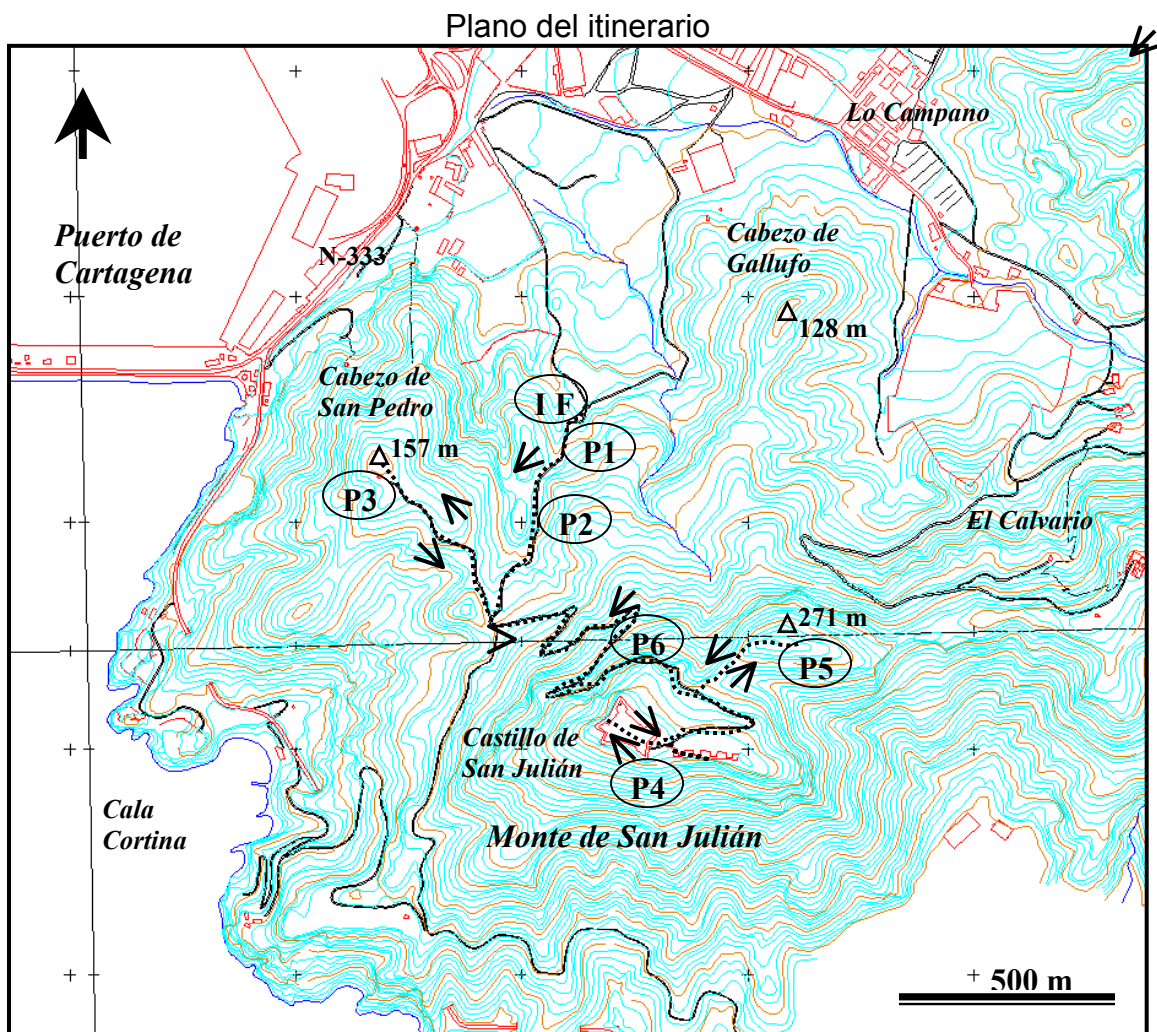 Plano del itinerario
Lo Campano
Puerto de
Cartagena
N-333
Cabezo de
Gallufo
128 m
Cabezo de
San Pedro
I F
P1
157 m
P3
P2
El Calvario
271 m
P6
P5
Castillo de
San Julián
P4
Cala
Cortina
Monte de San Julián
500 m